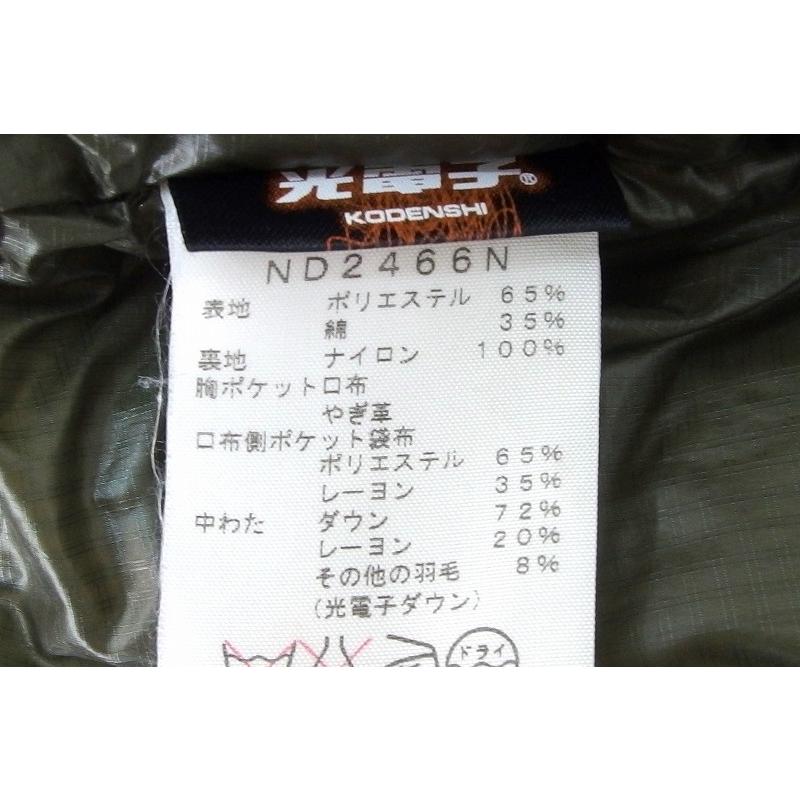 光電子®
KODENSHI
ND2466N
表地 ポリエステル 65%
綿 35%
裏地 ナイロン 100%
胸ポケット口布
やぎ革
口布側ポケット袋布
ポリエステル 65%
レーヨン 35%
中わた ダウン 72%
レーヨン 20%
その他の羽毛 8%
(光電子ダウン)
ドライ